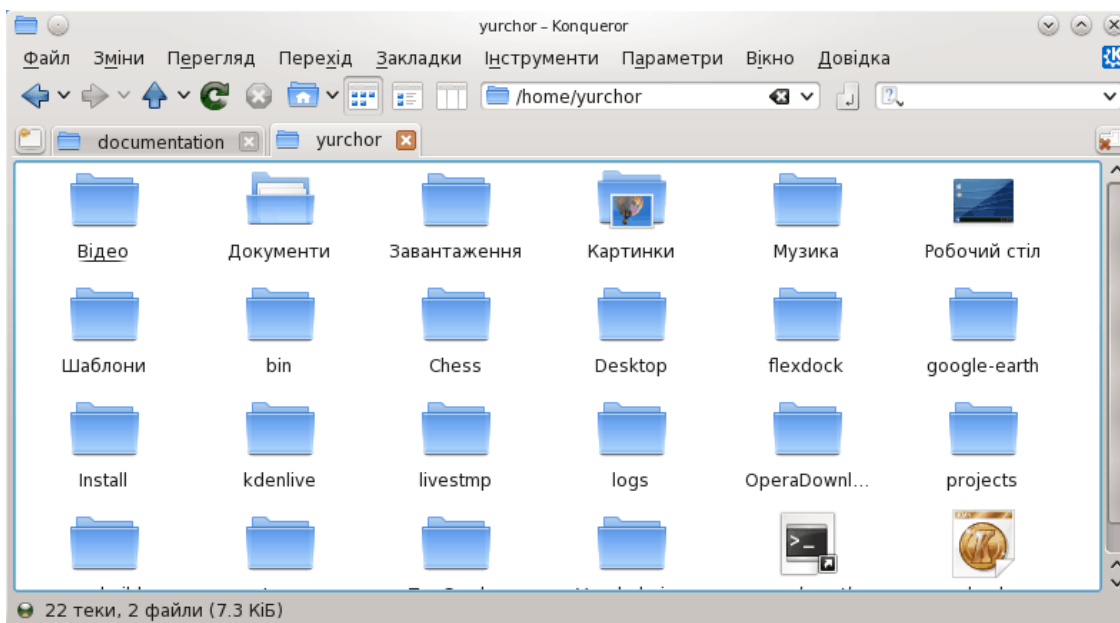 yurchor – Konqueror
Файл Зміни Перегляд Перехід Закладки Інструменти Параметри Вікно Довідка
/home/yurchor
documentation yurchor
Відео Документи Завантаження Картинки Музика Робочий стіл
Шаблони bin Chess Desktop flexdock google-earth
Install kdenlive livestmp logs OperaDownl... projects
22 теки, 2 файли (7.3 КіБ)